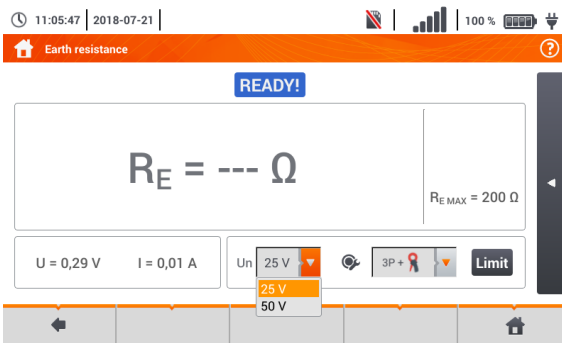 11:05:47 2018-07-21 100 %
Earth resistance ?
READY!
RE = --- Ω
RE MAX = 200 Ω
U = 0,29 V I = 0,01 A Un 25 V 3P + Limit
25 V
50 V